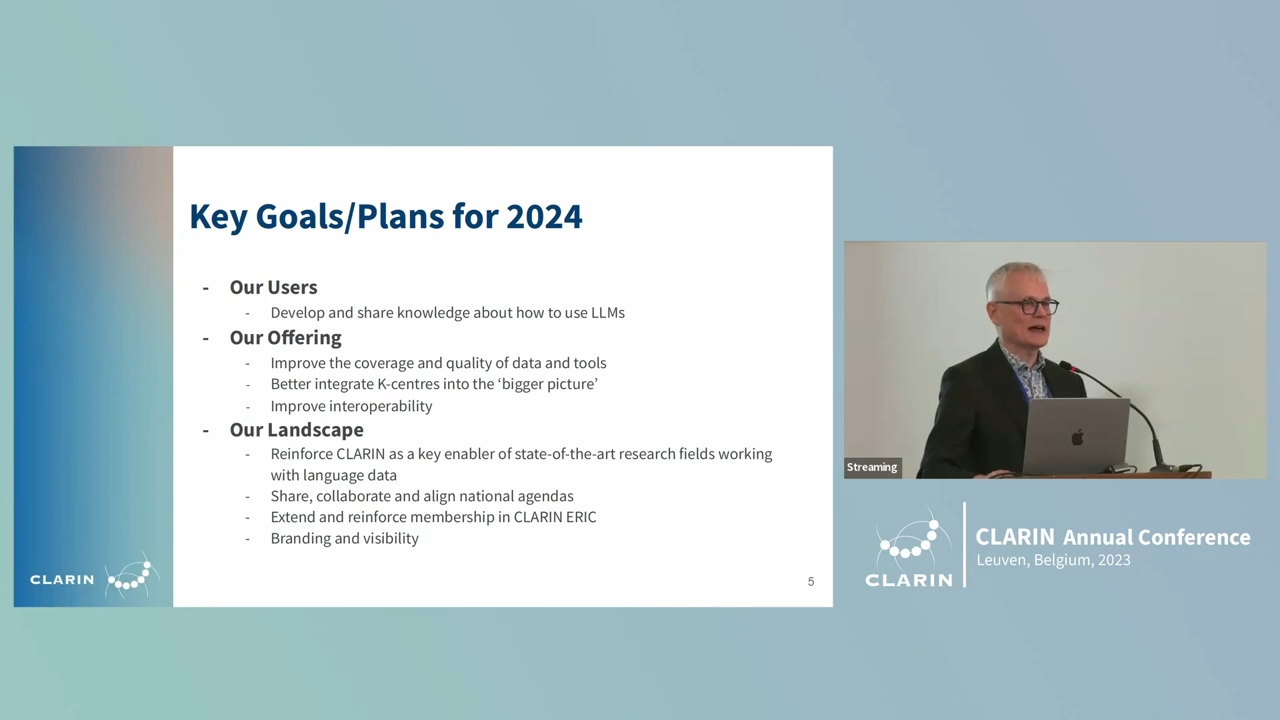 Key Goals/Plans for 2024
- Our Users
- Develop and share knowledge about how to use LLMs
- Our Offering
- Improve the coverage and quality of data and tools
- Better integrate K-centres into the ‘bigger picture’
- Improve interoperability
- Our Landscape
- Reinforce CLARIN as a key enabler of state-of-the-art research fields working
with language data
- Share, collaborate and align national agendas
- Extend and reinforce membership in CLARIN ERIC
- Branding and visibility
CLARIN
5
Streaming
CLARIN
CLARIN Annual Conference
Leuven, Belgium, 2023